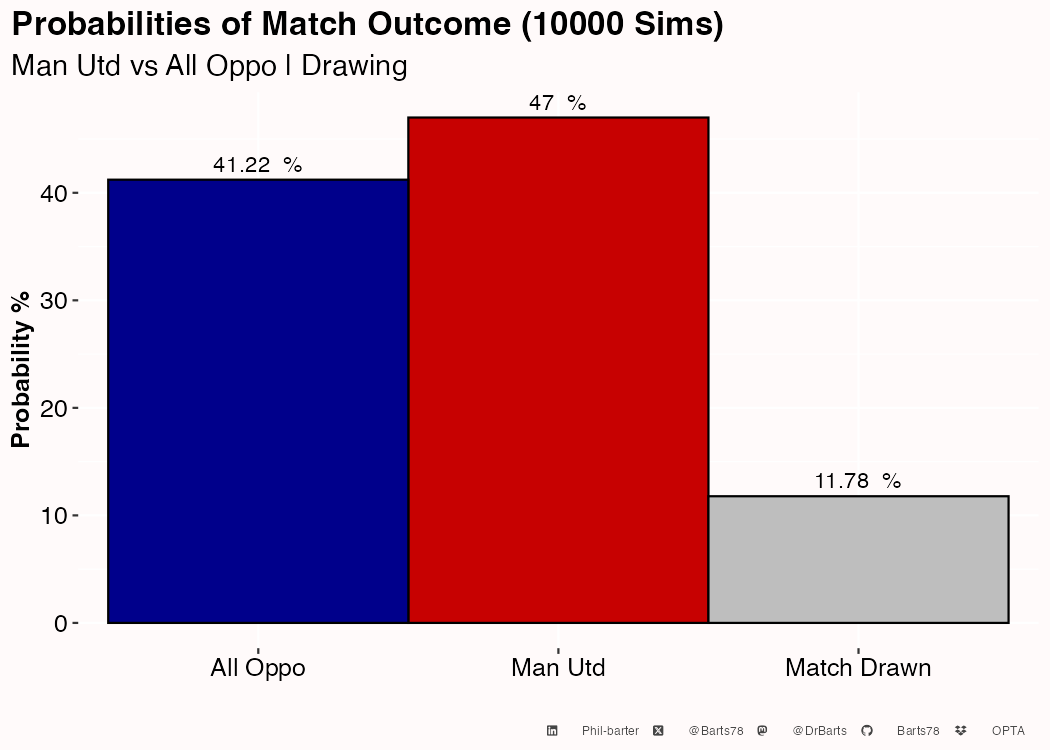 Probabilities of Match Outcome (10000 Sims)
Man Utd vs All Oppo | Drawing
47 %
41.22 %
11.78 %
Probability %
40
30
20
10
0
All Oppo Man Utd Match Drawn
Phil-barter @Barts78 @DrBarts Barts78 OPTA